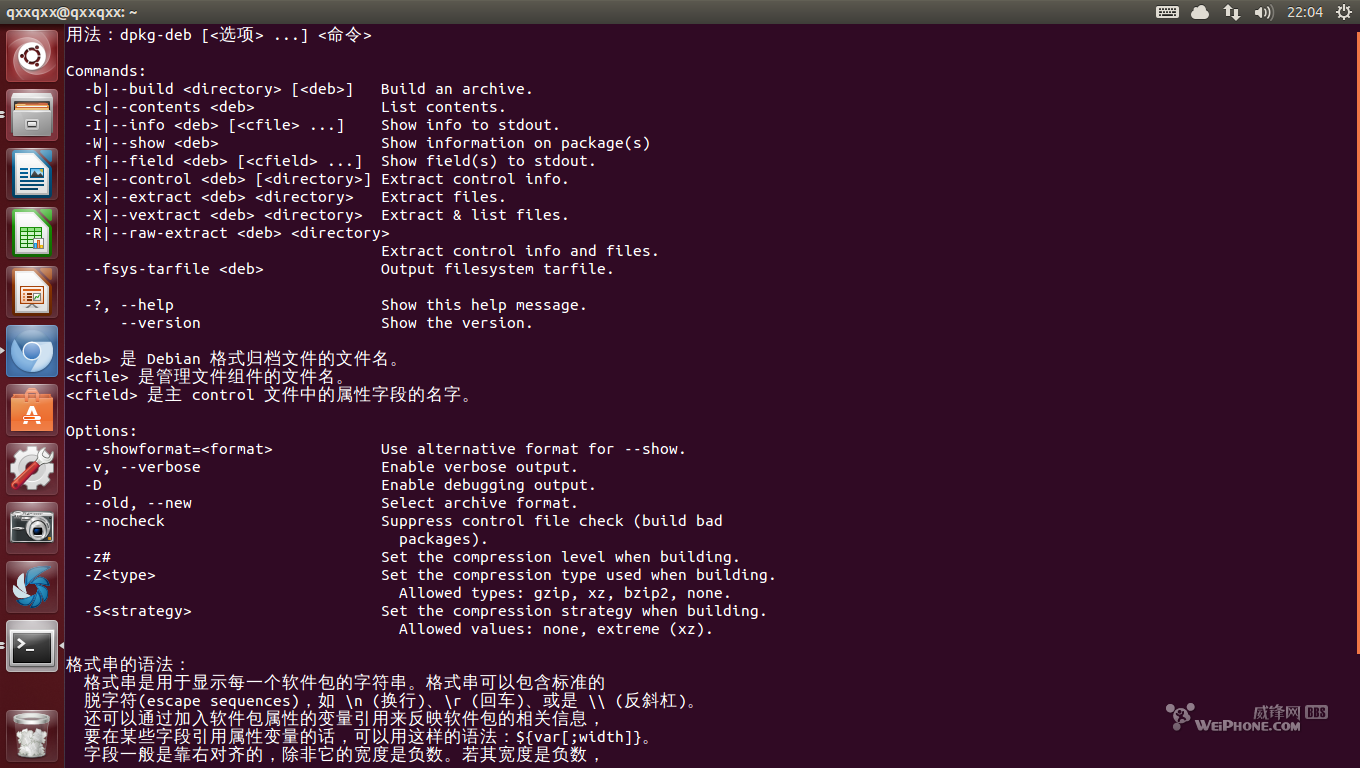 qxxqxx@qxxqxx: ~
22:04
用法：dpkg-deb [<选项> ...] <命令>
Commands:
-b|--build <directory> [<deb>] Build an archive.
-c|--contents <deb> List contents.
-I|--info <deb> [<cfile> ...] Show info to stdout.
-W|--show <deb> Show information on package(s)
-f|--field <deb> [<cfield> ...] Show field(s) to stdout.
-e|--control <deb> [<directory>] Extract control info.
-x|--extract <deb> <directory> Extract files.
-X|--vextract <deb> <directory> Extract & list files.
-R|--raw-extract <deb> <directory>
Extract control info and files.
--fsys-tarfile <deb> Output filesystem tarfile.
-?, --help Show this help message.
--version Show the version.
<deb> 是 Debian 格式归档文件的文件名。
<cfile> 是管理文件组件的文件名。
<cfield> 是主 control 文件中的属性字段的名字。
Options:
--showformat=<format> Use alternative format for --show.
-v, --verbose Enable verbose output.
-D Enable debugging output.
--old, --new Select archive format.
--nocheck Suppress control file check (build bad
packages).
-z# Set the compression level when building.
-Z<type> Set the compression type used when building.
Allowed types: gzip, xz, bzip2, none.
-S<strategy> Set the compression strategy when building.
Allowed values: none, extreme (xz).
格式串的语法：
格式串是用于显示每一个软件包的字符串。格式串可以包含标准的
脱字符(escape sequences)，如 \n (换行)、\r (回车)、或是 \\ (反斜杠)。
还可以通过加入软件包属性的变量引用来反映软件包的相关信息，
要在某些字段引用属性变量的话，可以用这样的语法：${var[;width]}。
字段一般是靠右对齐的，除非它的宽度是负数。若其宽度是负数，
威锋网 BBS
WEIPHONE.COM